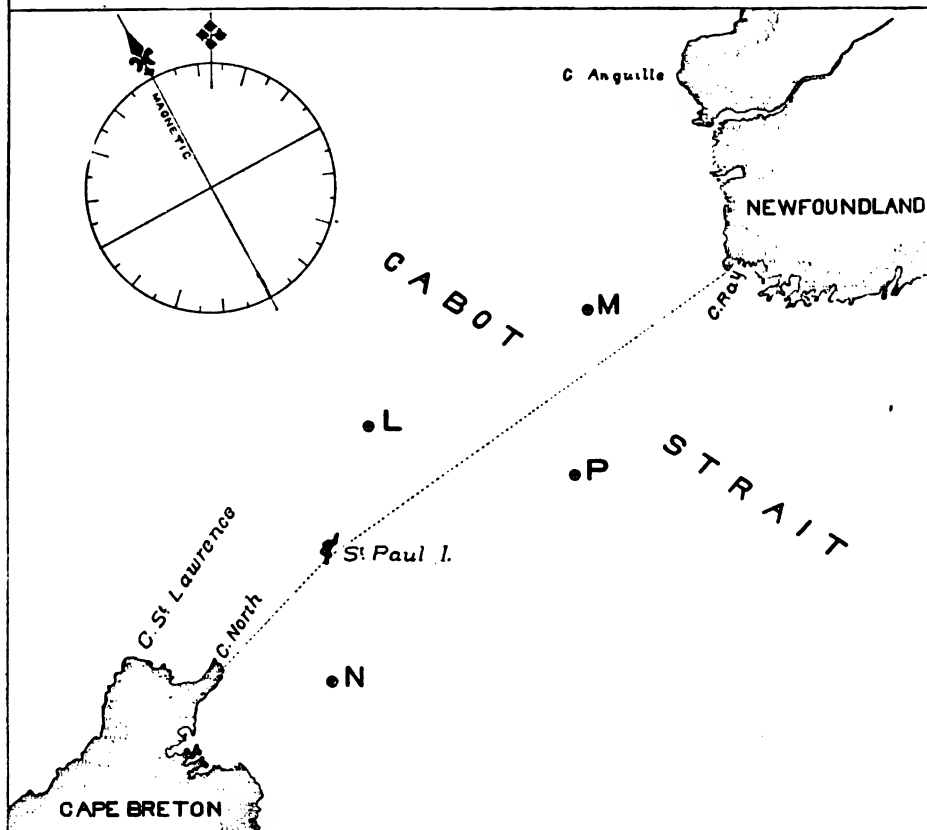 MAGNETIC
C Anguille
NEWFOUNDLAND
C. Ray
CABOT
M
L
STRAIT
P
St Paul I.
C. St Lawrence
C. North
N
CAPE BRETON